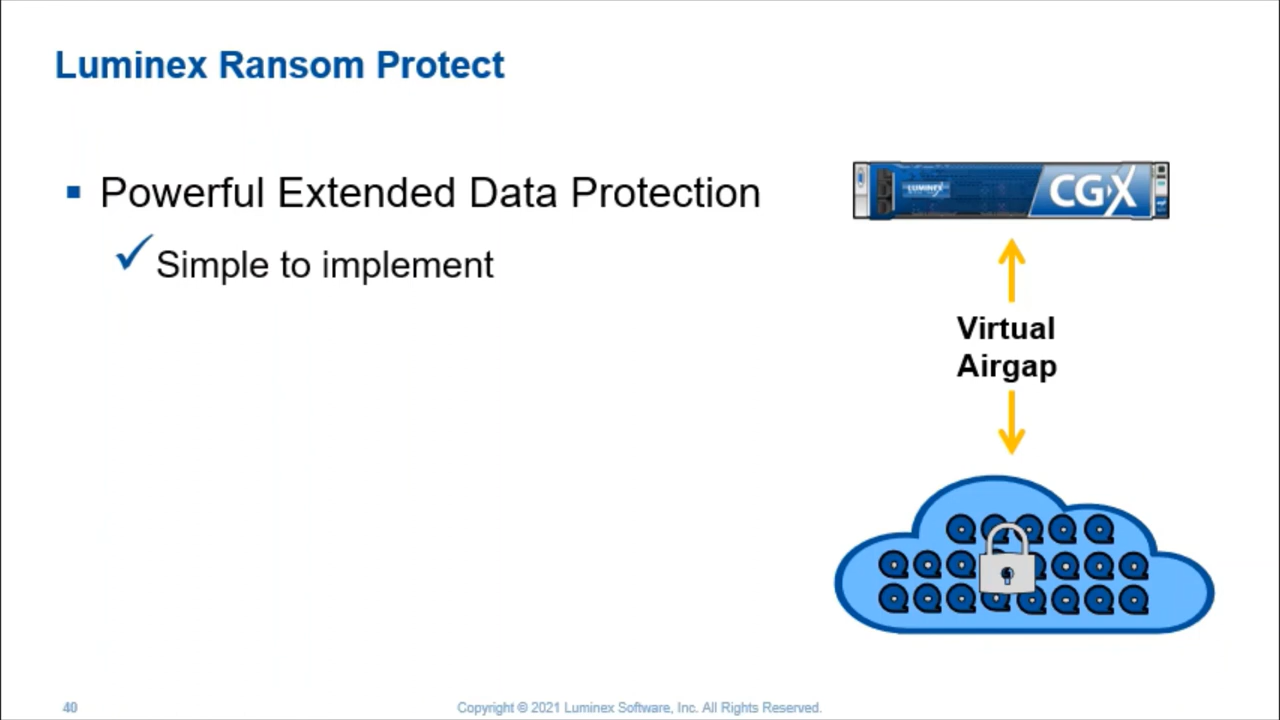 Luminex Ransom Protect
Powerful Extended Data Protection
Simple to implement
LUMINEX
CGX
Virtual
Airgap
40
Copyright © 2021 Luminex Software, Inc. All Rights Reserved.